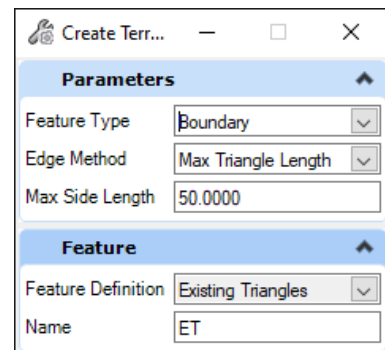 Create Terr...
Parameters
Feature Type Boundary
Edge Method Max Triangle Length
Max Side Length 50.0000
Feature
Feature Definition Existing Triangles
Name ET